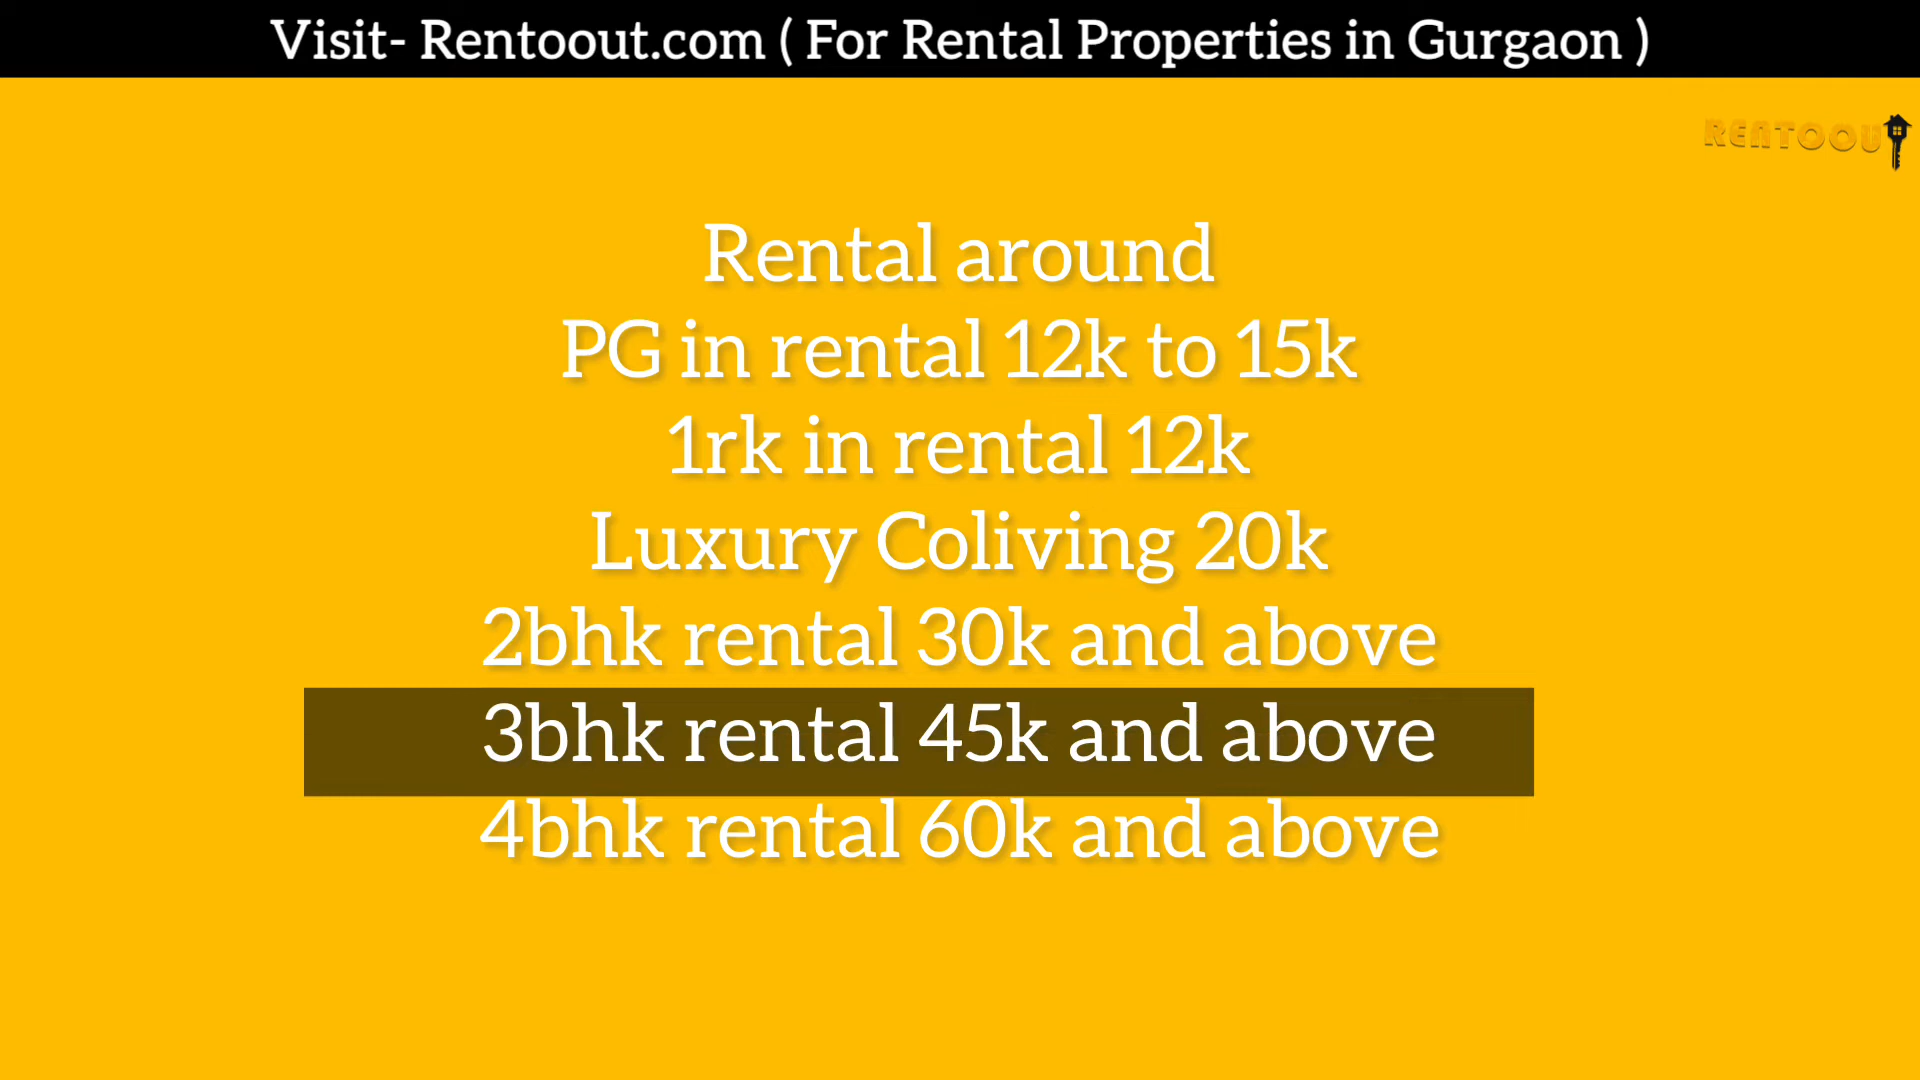 Visit- Rentoout.com ( For Rental Properties in Gurgaon )
RENTOOU
Rental around
PG in rental 12k to 15k
1rk in rental 12k
Luxury Coliving 20k
2bhk rental 30k and above
3bhk rental 45k and above
4bhk rental 60k and above